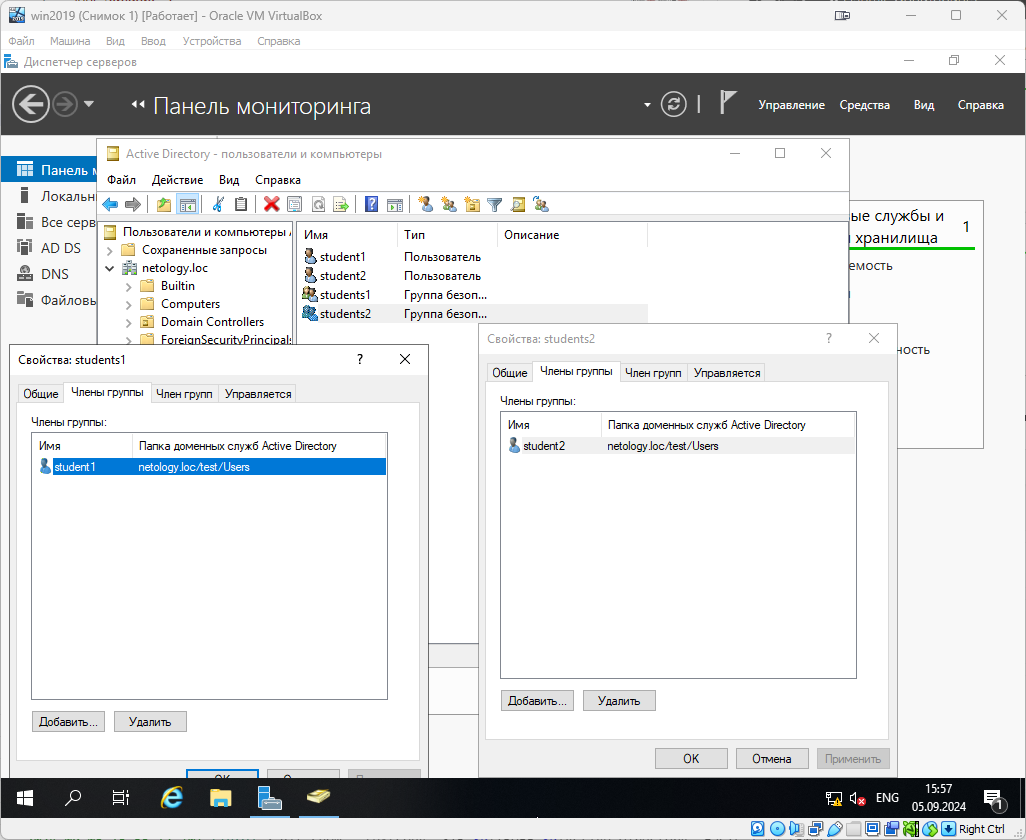 win2019 (Снимок 1) [Работает] - Oracle VM VirtualBox
Файл Машина Вид Ввод Устройства Справка
Диспетчер серверов
Панель мониторинга
Управление Средства Вид Справка
Панель м
Локальн
Все серв
AD DS
DNS
Файловы
Active Directory - пользователи и компьютеры
Файл Действие Вид Справка
Пользователи и компьютеры
Сохраненные запросы
netology.loc
Builtin
Computers
Domain Controllers
ForeignSecurityPrincipals
Имя Тип Описание
student1 Пользователь
student2 Пользователь
students1 Группа безоп...
students2 Группа безоп...
ые службы и
хранилища 1
емость
ность
Свойства: students1
?
Общие Члены группы Член групп Управляется
Члены группы:
Имя Папка доменных служб Active Directory
student1 netology.loc/test/Users
Добавить... Удалить
Свойства: students2
?
Общие Члены группы Член групп Управляется
Члены группы:
Имя Папка доменных служб Active Directory
student2 netology.loc/test/Users
Добавить... Удалить
OK Отмена Применить
ENG
15:57
05.09.2024
1
Right Ctrl